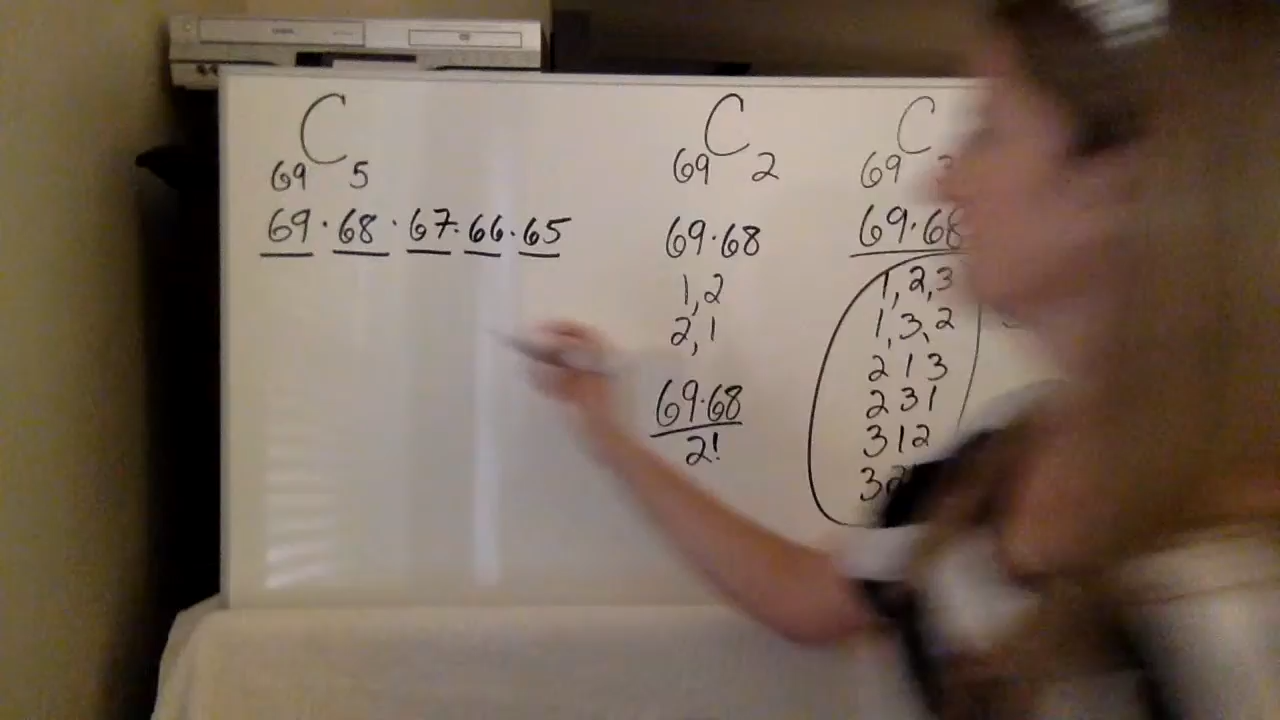 69C5
69 · 68 · 67 · 66 · 65
69C2
69·68
1,2
2,1
69·68
2!
69C
69·68
1,2,3
1,3,2
2 1 3
2 3 1
3 1 2
3 2